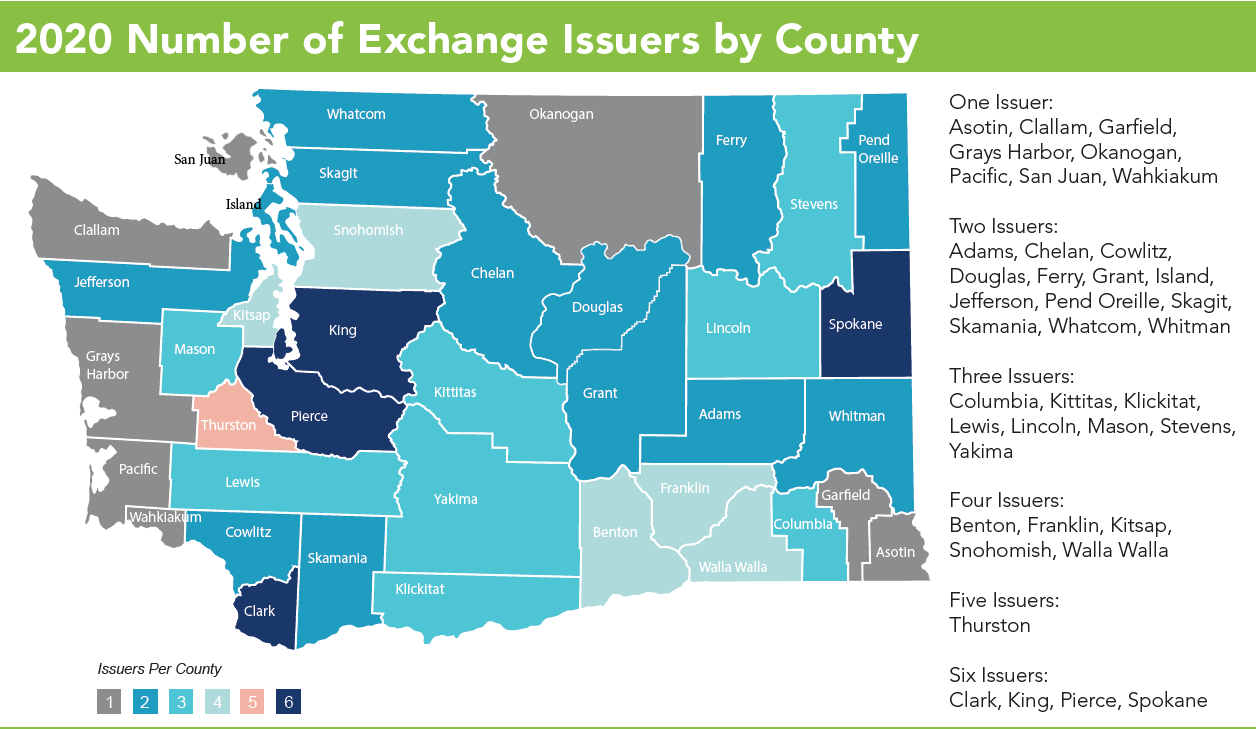 2020 Number of Exchange Issuers by County
Whatcom
Okanogan
Ferry
Pend
Oreille
San Juan
Skagit
Island
Stevens
Clallam
Snohomish
Chelan
Jefferson
Douglas
Kitsap
King
Lincoln
Spokane
Mason
Grays
Harbor
Kittitas
Grant
Thurston
Pierce
Adams
Whitman
Pacific
Lewis
Yakima
Franklin
Garfield
Wahkiakum
Cowlitz
Benton
Columbia
Skamania
Asotin
Walla Walla
Klickitat
Clark
Issuers Per County
1 2 3 4 5 6
One Issuer:
Asotin, Clallam, Garfield,
Grays Harbor, Okanogan,
Pacific, San Juan, Wahkiakum
Two Issuers:
Adams, Chelan, Cowlitz,
Douglas, Ferry, Grant, Island,
Jefferson, Pend Oreille, Skagit,
Skamania, Whatcom, Whitman
Three Issuers:
Columbia, Kittitas, Klickitat,
Lewis, Lincoln, Mason, Stevens,
Yakima
Four Issuers:
Benton, Franklin, Kitsap,
Snohomish, Walla Walla
Five Issuers:
Thurston
Six Issuers:
Clark, King, Pierce, Spokane